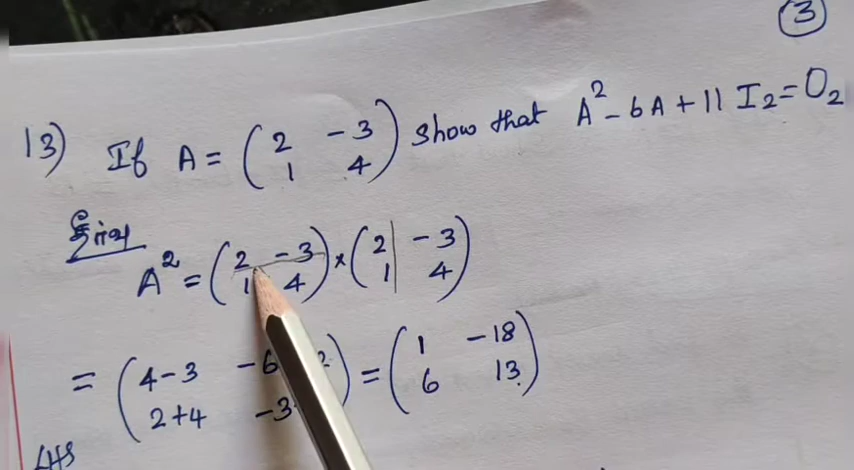 3
13) If A = (2 -3 1 4) show that A² - 6A + 11 I₂ = O₂
A² = (2 -3 1 4) × (2 -3 1 4)
= (4-3 -6 2+4 -3) = (1 -18 6 13)
LHS